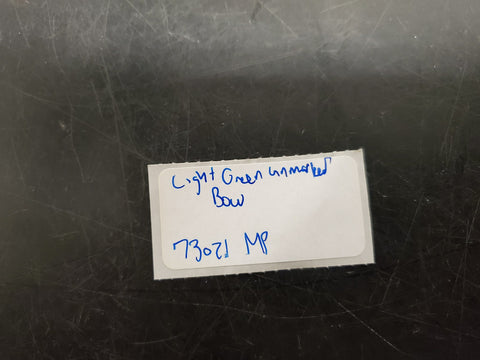 Light Green unmarked
Bow
73021 MP